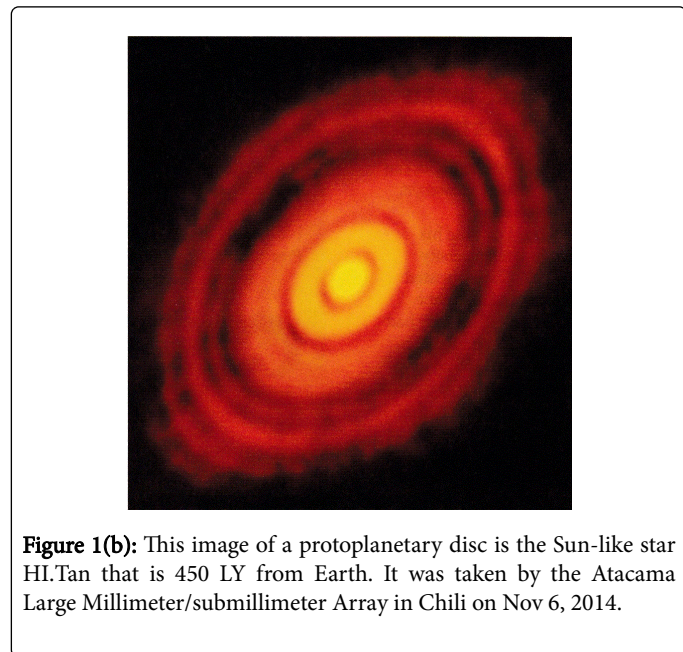 Figure 1(b): This image of a protoplanetary disc is the Sun-like star
HI.Tan that is 450 LY from Earth. It was taken by the Atacama
Large Millimeter/submillimeter Array in Chili on Nov 6, 2014.